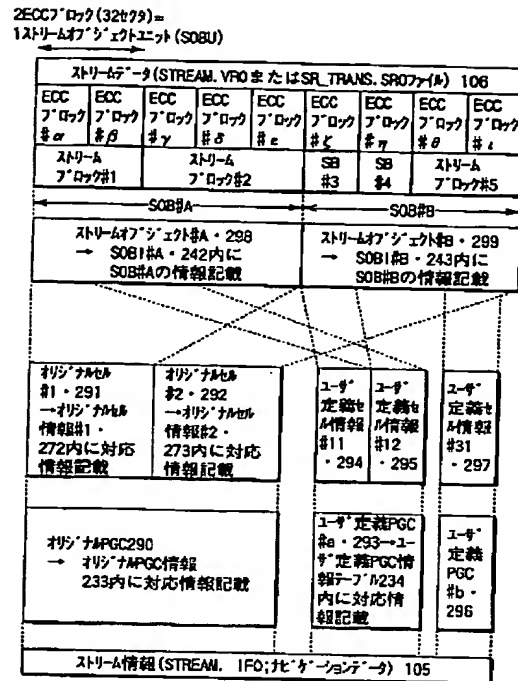 2ECCブロック(32セクタ)=
1ストリームオブジェクトユニット(SOBU)
ストリームデータ(STREAM.VROまたはSR_TRANS.SROファイル) 106
ECC ECC ECC ECC ECC ECC ECC ECC ECC
ブロック ブロック ブロック ブロック ブロック ブロック ブロック ブロック ブロック
#α #β #γ #δ #ε #ζ #η #θ #ι
ストリーム ストリーム SB SB ストリーム
ブロック#1 ブロック#2 #3 #4 ブロック#5
SOB#A SOB#B
ストリームオブジェクト#A・298
→ SOBI#A・242内に
SOB#Aの情報記載
ストリームオブジェクト#B・299
→ SOBI#B・243内に
SOB#Bの情報記載
オリジナルセル
#1・291
→オリジナルセル
情報#1・
272内に対応
情報記載
オリジナルセル
#2・292
→オリジナルセル
情報#2・
273内に対応
情報記載
ユーザ
定義セ
ル情報
#11
・294
ユーザ
定義セ
ル情報
#12
・295
ユーザ
定義セ
ル情報
#31
・297
オリジナルPGC290
→ オリジナルPGC情報
233内に対応情報記載
ユーザ定義PGC
#a・293→ユー
ザ定義PGC情
報テーブル234
内に対応情
報記載
ユーザ
定義
PGC
#b・
296
ストリーム情報(STREAM. IFO;ナビゲーションデータ) 105